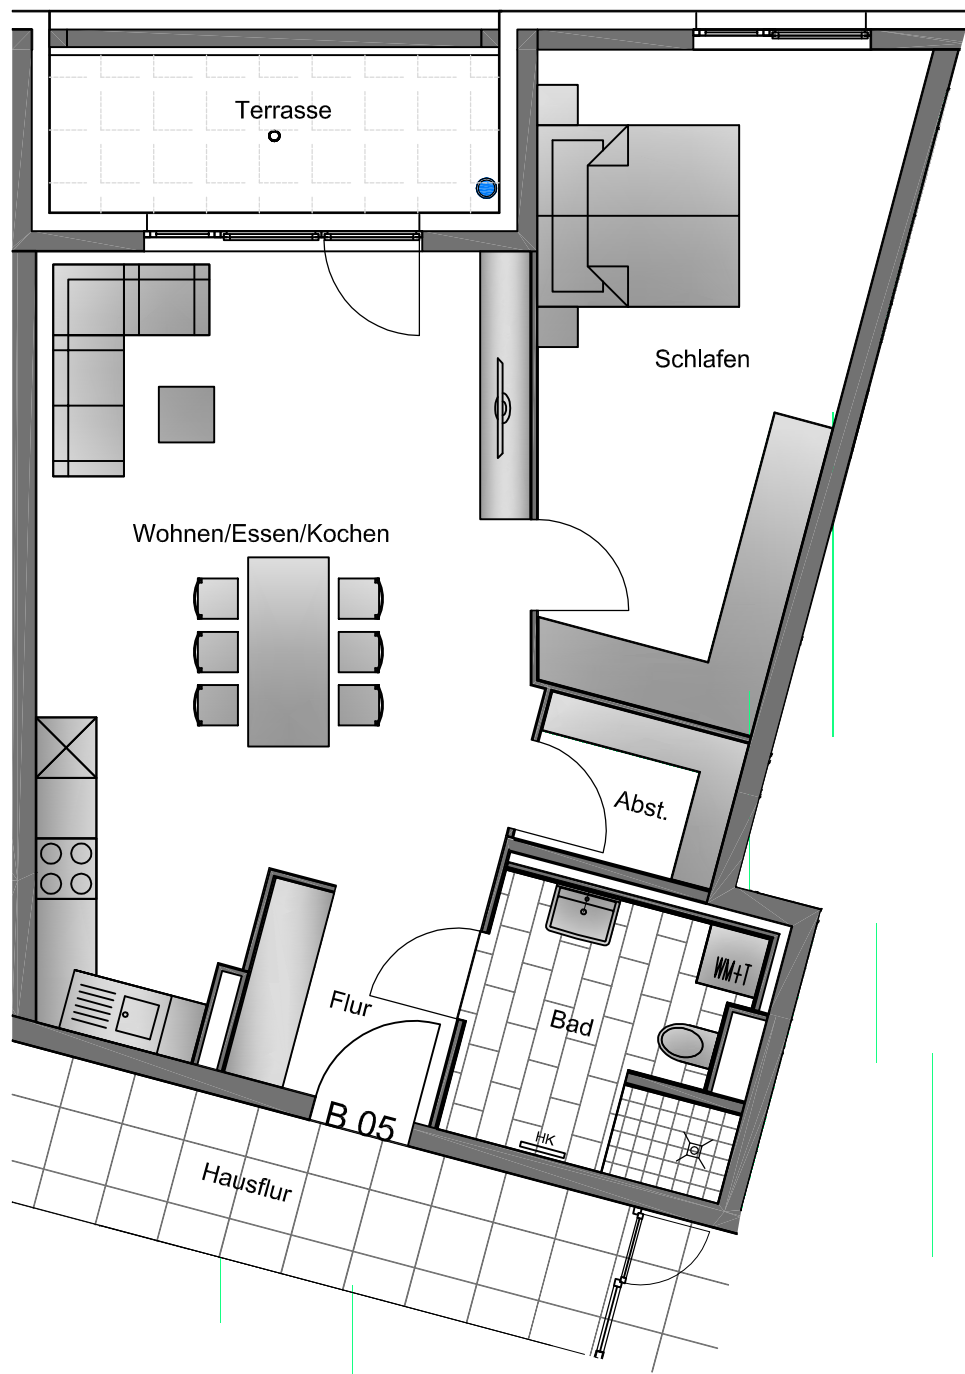 Terrasse
Schlafen
Wohnen/Essen/Kochen
Abst.
WM+T
Flur
Bad
B 05
HK
Hausflur